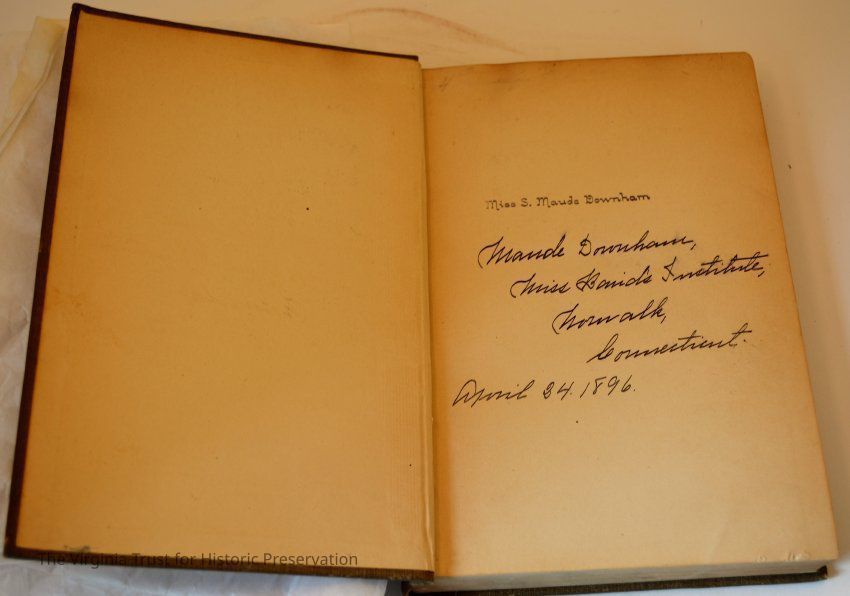 Miss S. Maude Downham
Maude Downham,
Miss Baird's Institute,
Norwalk,
Connecticut.
April 24. 1896.
The Virginia Trust for Historic Preservation